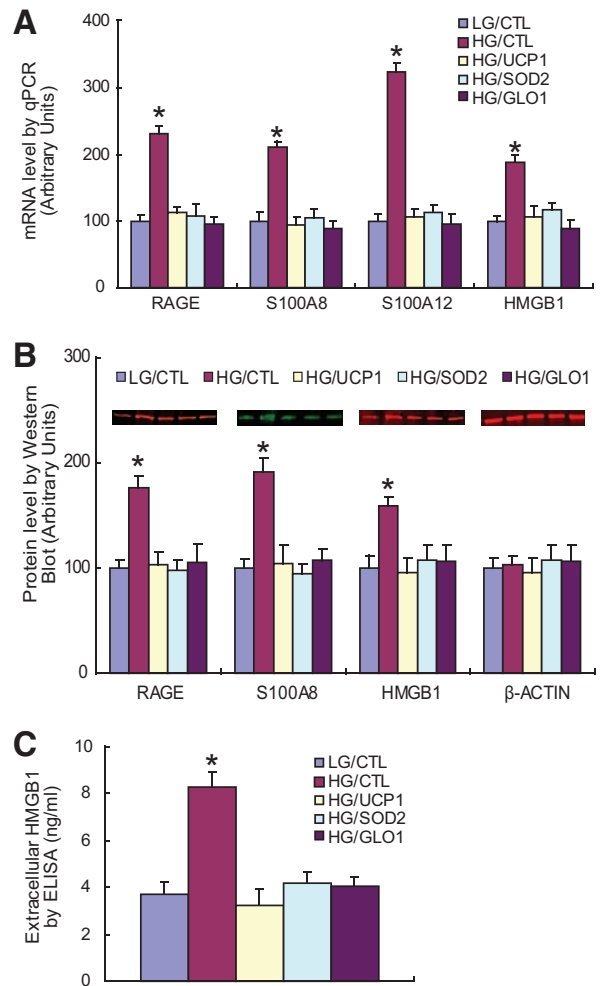 A
mRNA level by qPCR
(Arbitrary Units)
400
300
200
100
0
*
*
*
*
LG/CTL
HG/CTL
HG/UCP1
HG/SOD2
HG/GLO1
RAGE S100A8 S100A12 HMGB1
B
Protein level by Western
Blot (Arbitrary Units)
300
200
100
0
LG/CTL HG/CTL HG/UCP1 HG/SOD2 HG/GLO1
*
*
*
RAGE S100A8 HMGB1 β-ACTIN
C
Extracellular HMGB1
by ELISA (ng/ml)
10
8
6
4
2
0
*
LG/CTL
HG/CTL
HG/UCP1
HG/SOD2
HG/GLO1